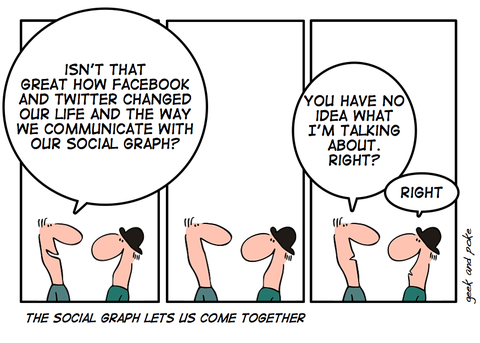 ISN'T THAT
GREAT HOW FACEBOOK
AND TWITTER CHANGED
OUR LIFE AND THE WAY
WE COMMUNICATE WITH
OUR SOCIAL GRAPH?
YOU HAVE NO
IDEA WHAT
I'M TALKING
ABOUT.
RIGHT?
RIGHT
geek and poke
THE SOCIAL GRAPH LETS US COME TOGETHER